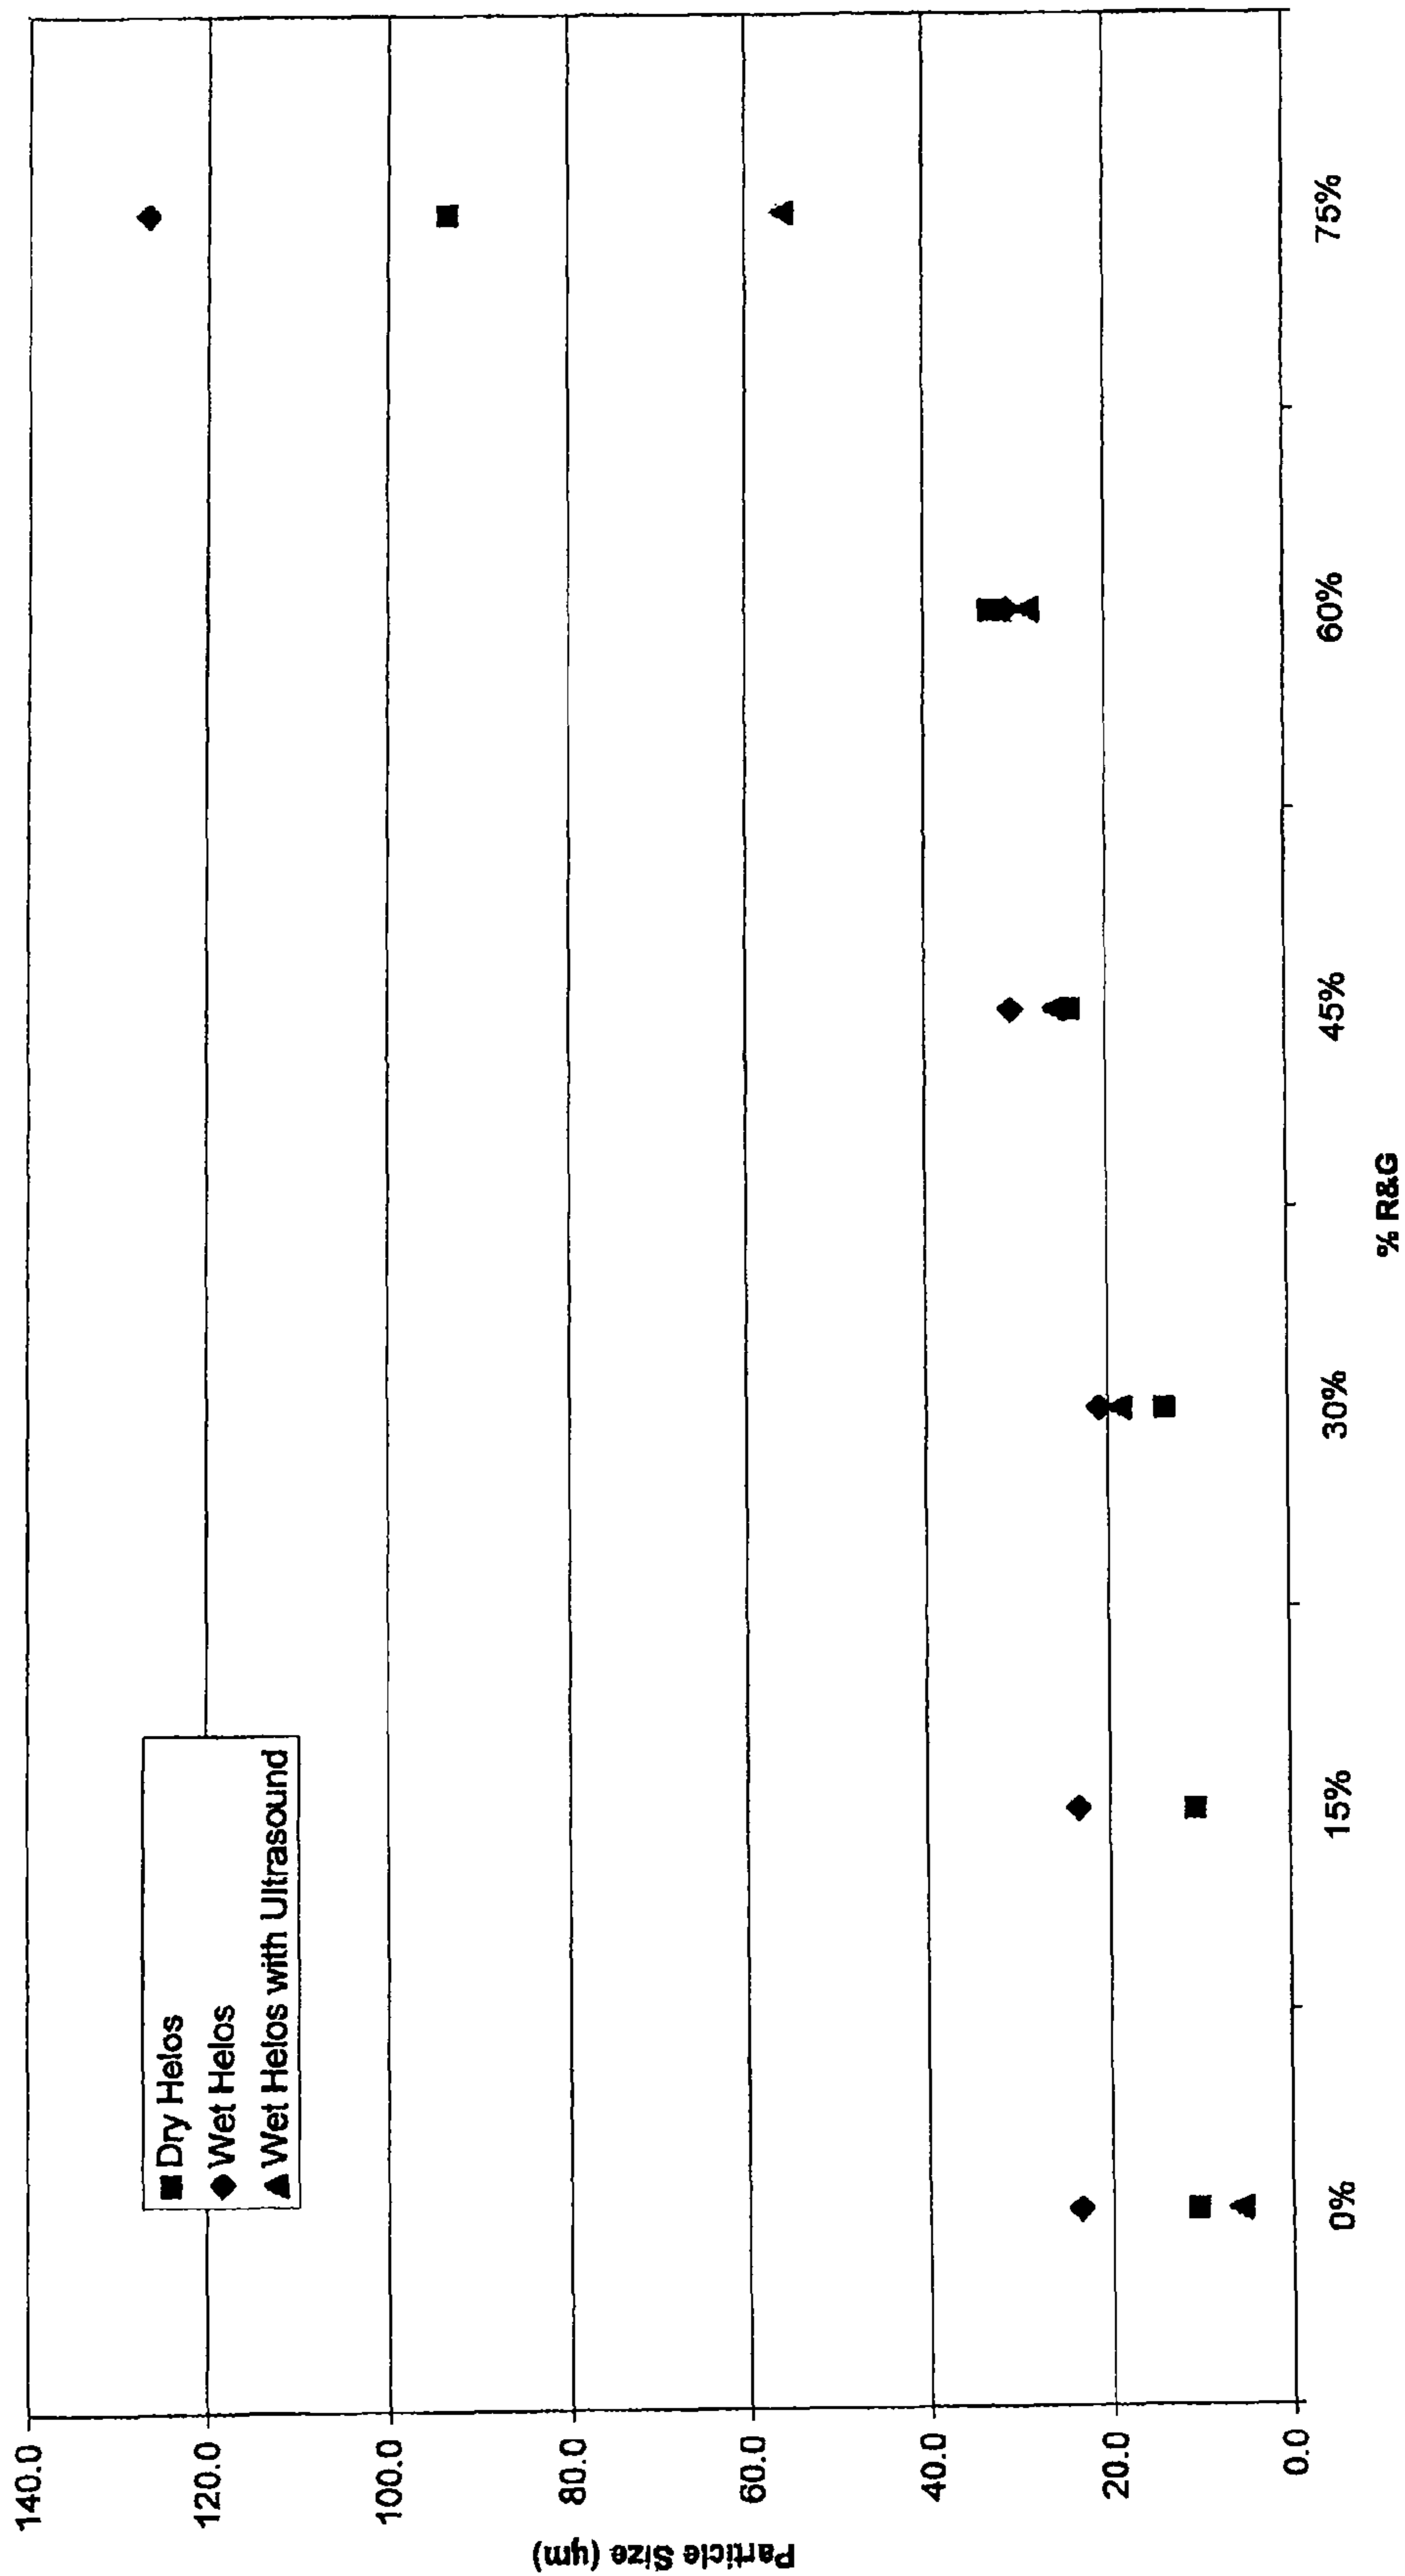 140.0
120.0
100.0
80.0
60.0
40.0
20.0
0.0
Particle Size (µm)
Dry Helos
Wet Helos
Wet Helos with Ultrasound
0%
15%
30%
45%
60%
75%
% R&G